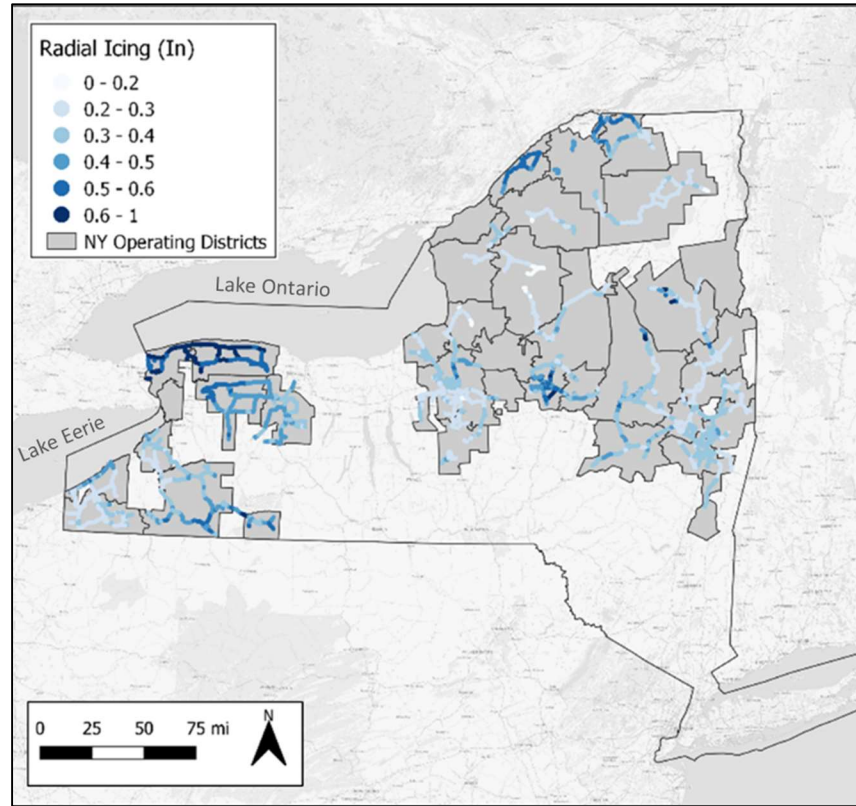 Radial Icing (In)
0 - 0.2
0.2 - 0.3
0.3 - 0.4
0.4 - 0.5
0.5 - 0.6
0.6 - 1
NY Operating Districts
Lake Ontario
Lake Eerie
0 25 50 75 mi
N